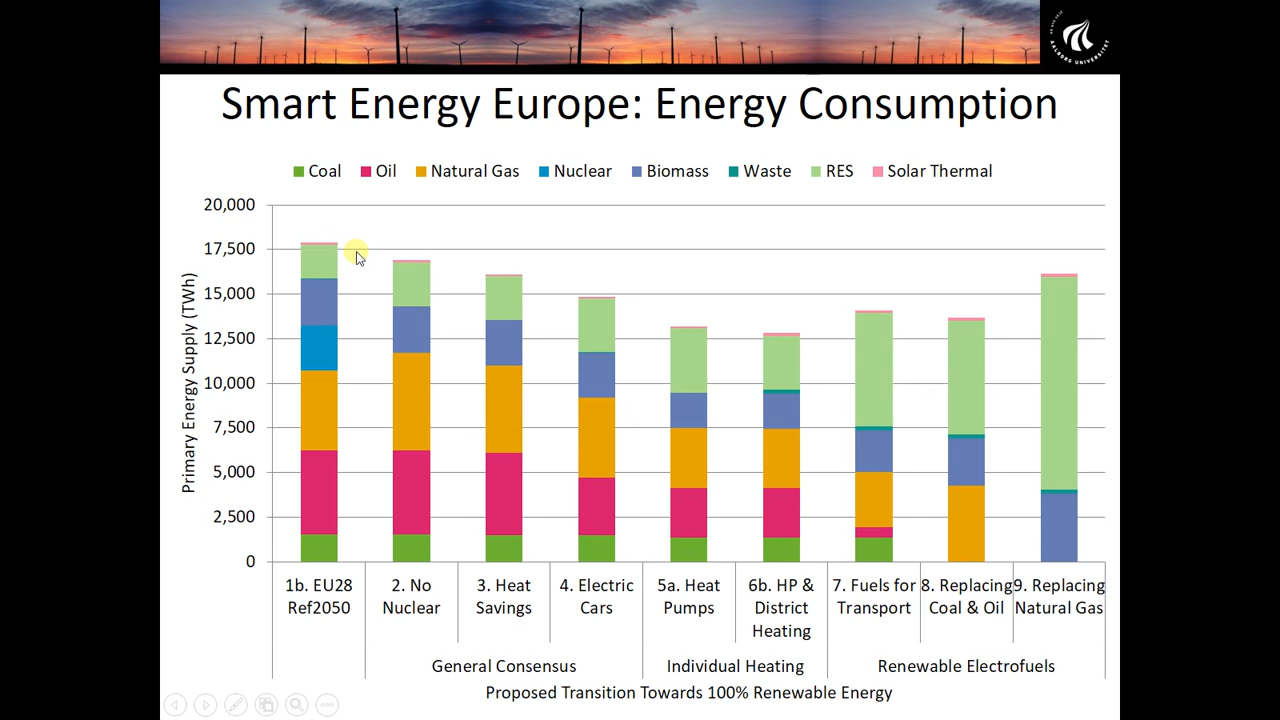 AALBORG UNIVERSITET
Smart Energy Europe: Energy Consumption
Coal Oil Natural Gas Nuclear Biomass Waste RES Solar Thermal
Primary Energy Supply (TWh)
20,000
17,500
15,000
12,500
10,000
7,500
5,000
2,500
0
1b. EU28 Ref2050
2. No Nuclear
3. Heat Savings
4. Electric Cars
5a. Heat Pumps
6b. HP & District Heating
7. Fuels for Transport
8. Replacing Coal & Oil
9. Replacing Natural Gas
General Consensus
Individual Heating
Renewable Electrofuels
Proposed Transition Towards 100% Renewable Energy